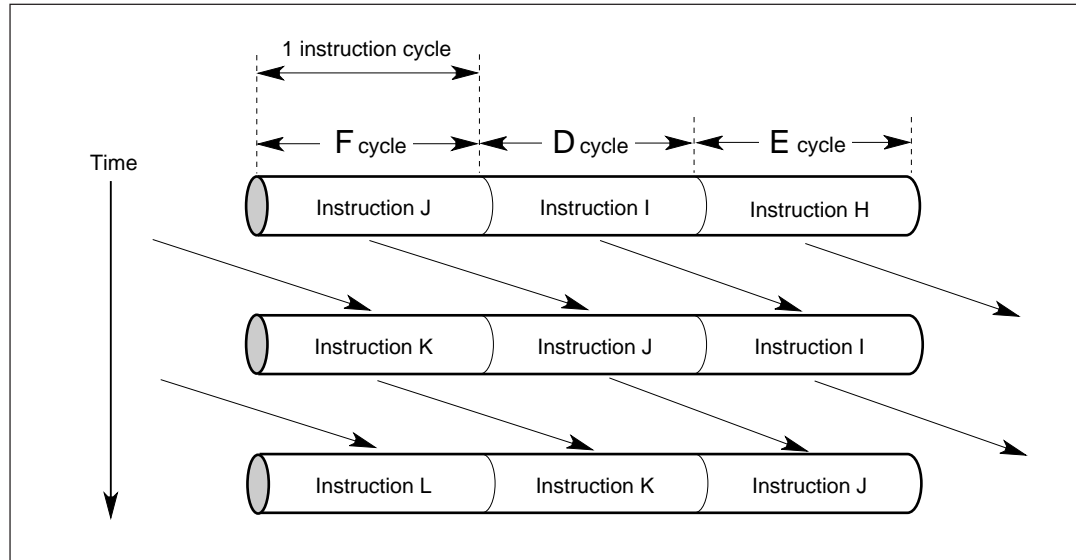 1 instruction cycle
F cycle
D cycle
E cycle
Time
Instruction J
Instruction I
Instruction H
Instruction K
Instruction J
Instruction I
Instruction L
Instruction K
Instruction J